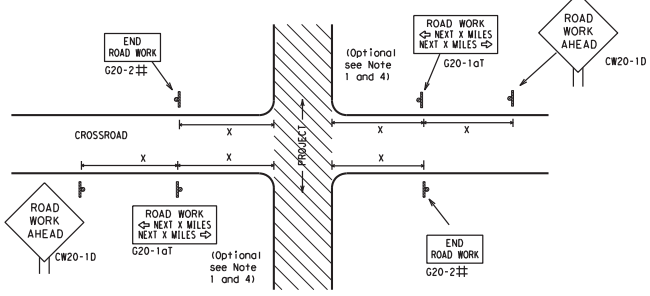 ROAD
WORK
AHEAD
CW20-1D
ROAD WORK
⇦ NEXT X MILES
NEXT X MILES ⇨
G20-1aT
(Optional
see Note
1 and 4)
END
ROAD WORK
G20-2##
CROSSROAD
X
X
X
PROJECT
X
X
X
ROAD
WORK
AHEAD
CW20-1D
ROAD WORK
⇦ NEXT X MILES
NEXT X MILES ⇨
G20-1aT
(Optional
see Note
1 and 4)
END
ROAD WORK
G20-2##